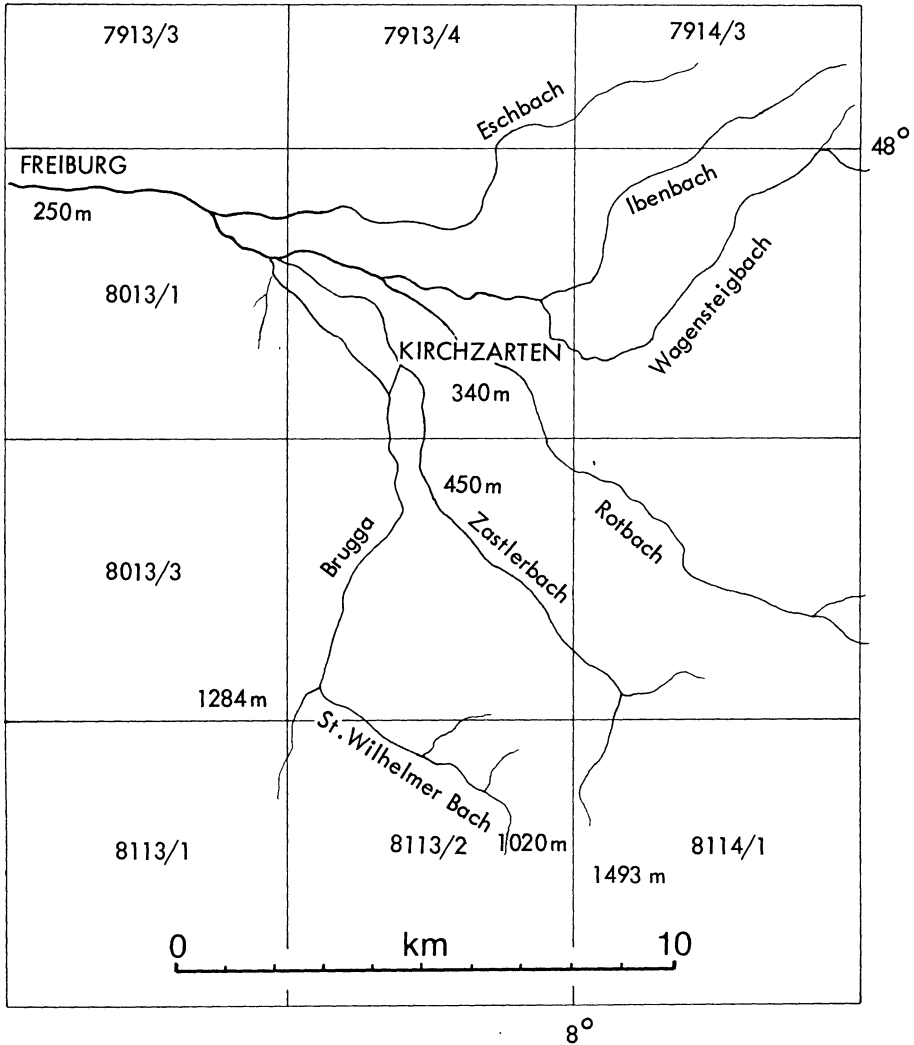 7913/3
7913/4
7914/3
Eschbach
48°
FREIBURG
Ibenbach
250m
8013/1
Wagensteigbach
KIRCHZARTEN
340m
450m
Zastlerbach
Rotbach
Brugga
8013/3
1284m
St. Wilhelmer Bach
8113/1
8113/2
1020m
8114/1
1493 m
0 km 10
8°